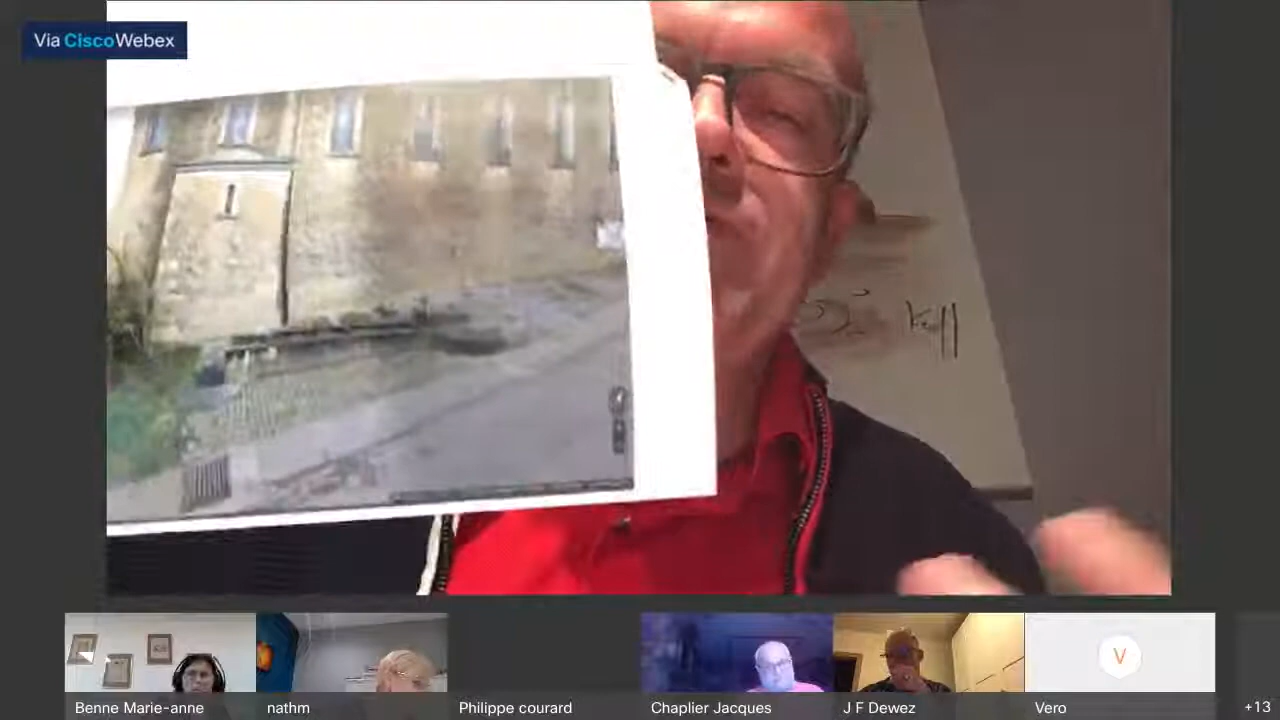 Via CiscoWebex
Benne Marie-anne
nathm
Philippe courard
Chaplier Jacques
J F Dewez
V
Vero
+13